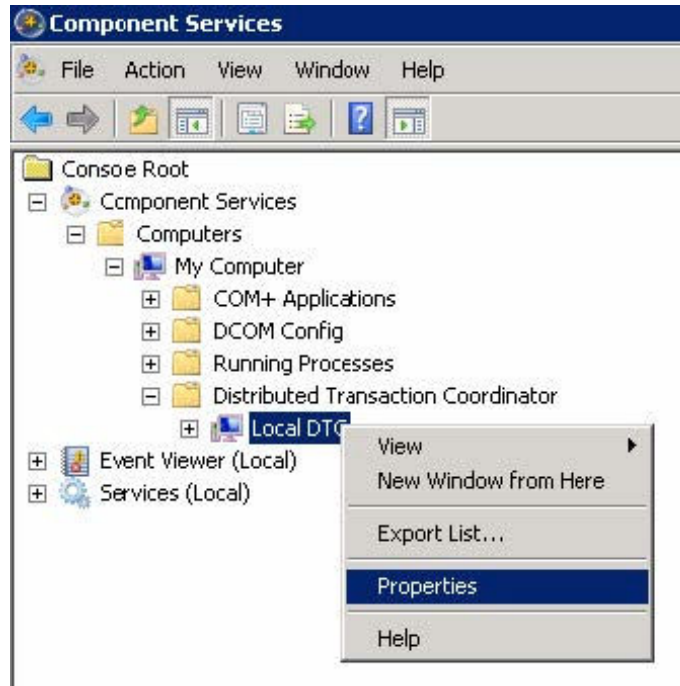 Component Services
File Action View Window Help
Consoe Root
Ccmponent Services
Computers
My Computer
COM+ Applications
DCOM Config
Running Processes
Distributed Transaction Coordinator
Local DTC
Event Viewer (Local)
Services (Local)
View
New Window from Here
Export List...
Properties
Help